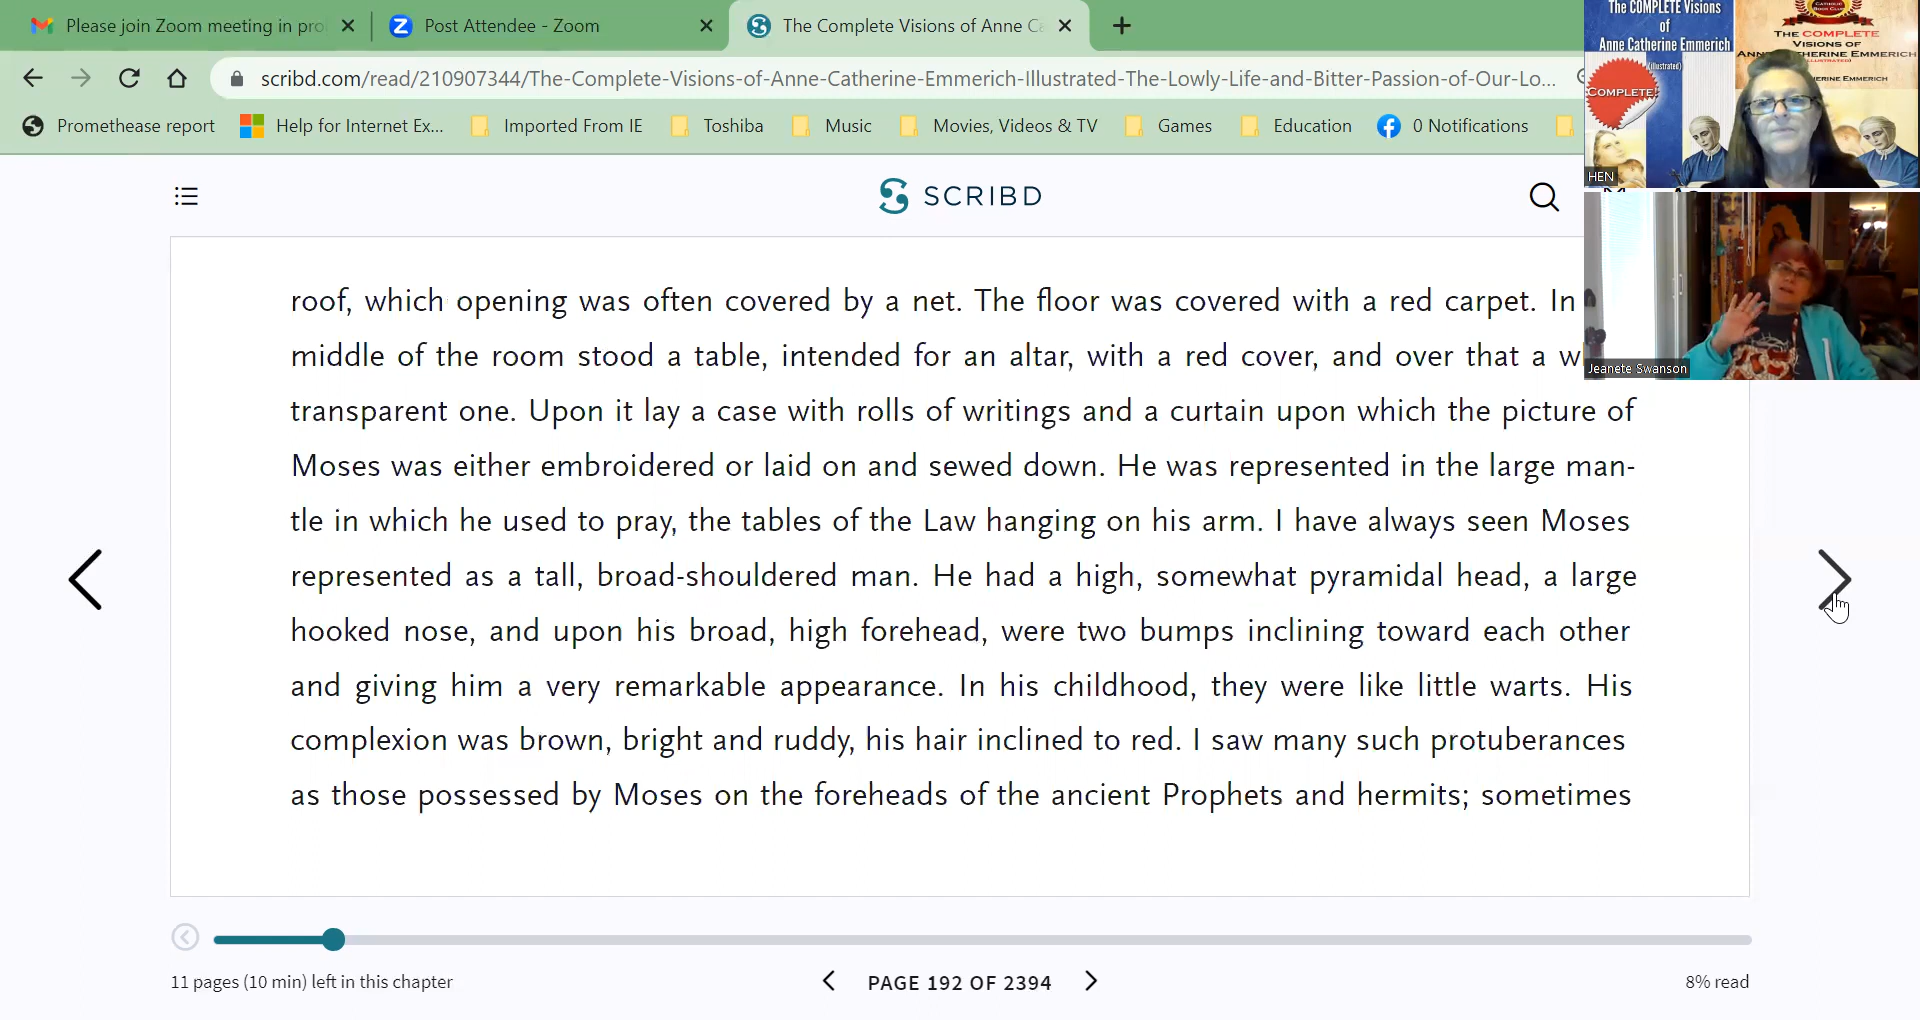 Please join Zoom meeting in pro
Post Attendee - Zoom
The Complete Visions of Anne Ca
scribd.com/read/210907344/The-Complete-Visions-of-Anne-Catherine-Emmerich-Illustrated-The-Lowly-Life-and-Bitter-Passion-of-Our-Lo...
Promethease report
Help for Internet Ex...
Imported From IE
Toshiba
Music
Movies, Videos & TV
Games
Education
0 Notifications
The COMPLETE Visions
of
Anne Catherine Emmerich
(Illustrated)
COMPLETE!
CATHOLIC
BOOK CLUB
THE COMPLETE
VISIONS OF
CATHERINE EMMERICH
(ILLUSTRATED)
HERINE EMMERICH
HEN
Jeanete Swanson
SCRIBD
roof, which opening was often covered by a net. The floor was covered with a red carpet. In
middle of the room stood a table, intended for an altar, with a red cover, and over that a w
transparent one. Upon it lay a case with rolls of writings and a curtain upon which the picture of
Moses was either embroidered or laid on and sewed down. He was represented in the large man-
tle in which he used to pray, the tables of the Law hanging on his arm. I have always seen Moses
represented as a tall, broad-shouldered man. He had a high, somewhat pyramidal head, a large
hooked nose, and upon his broad, high forehead, were two bumps inclining toward each other
and giving him a very remarkable appearance. In his childhood, they were like little warts. His
complexion was brown, bright and ruddy, his hair inclined to red. I saw many such protuberances
as those possessed by Moses on the foreheads of the ancient Prophets and hermits; sometimes
11 pages (10 min) left in this chapter
PAGE 192 OF 2394
8% read